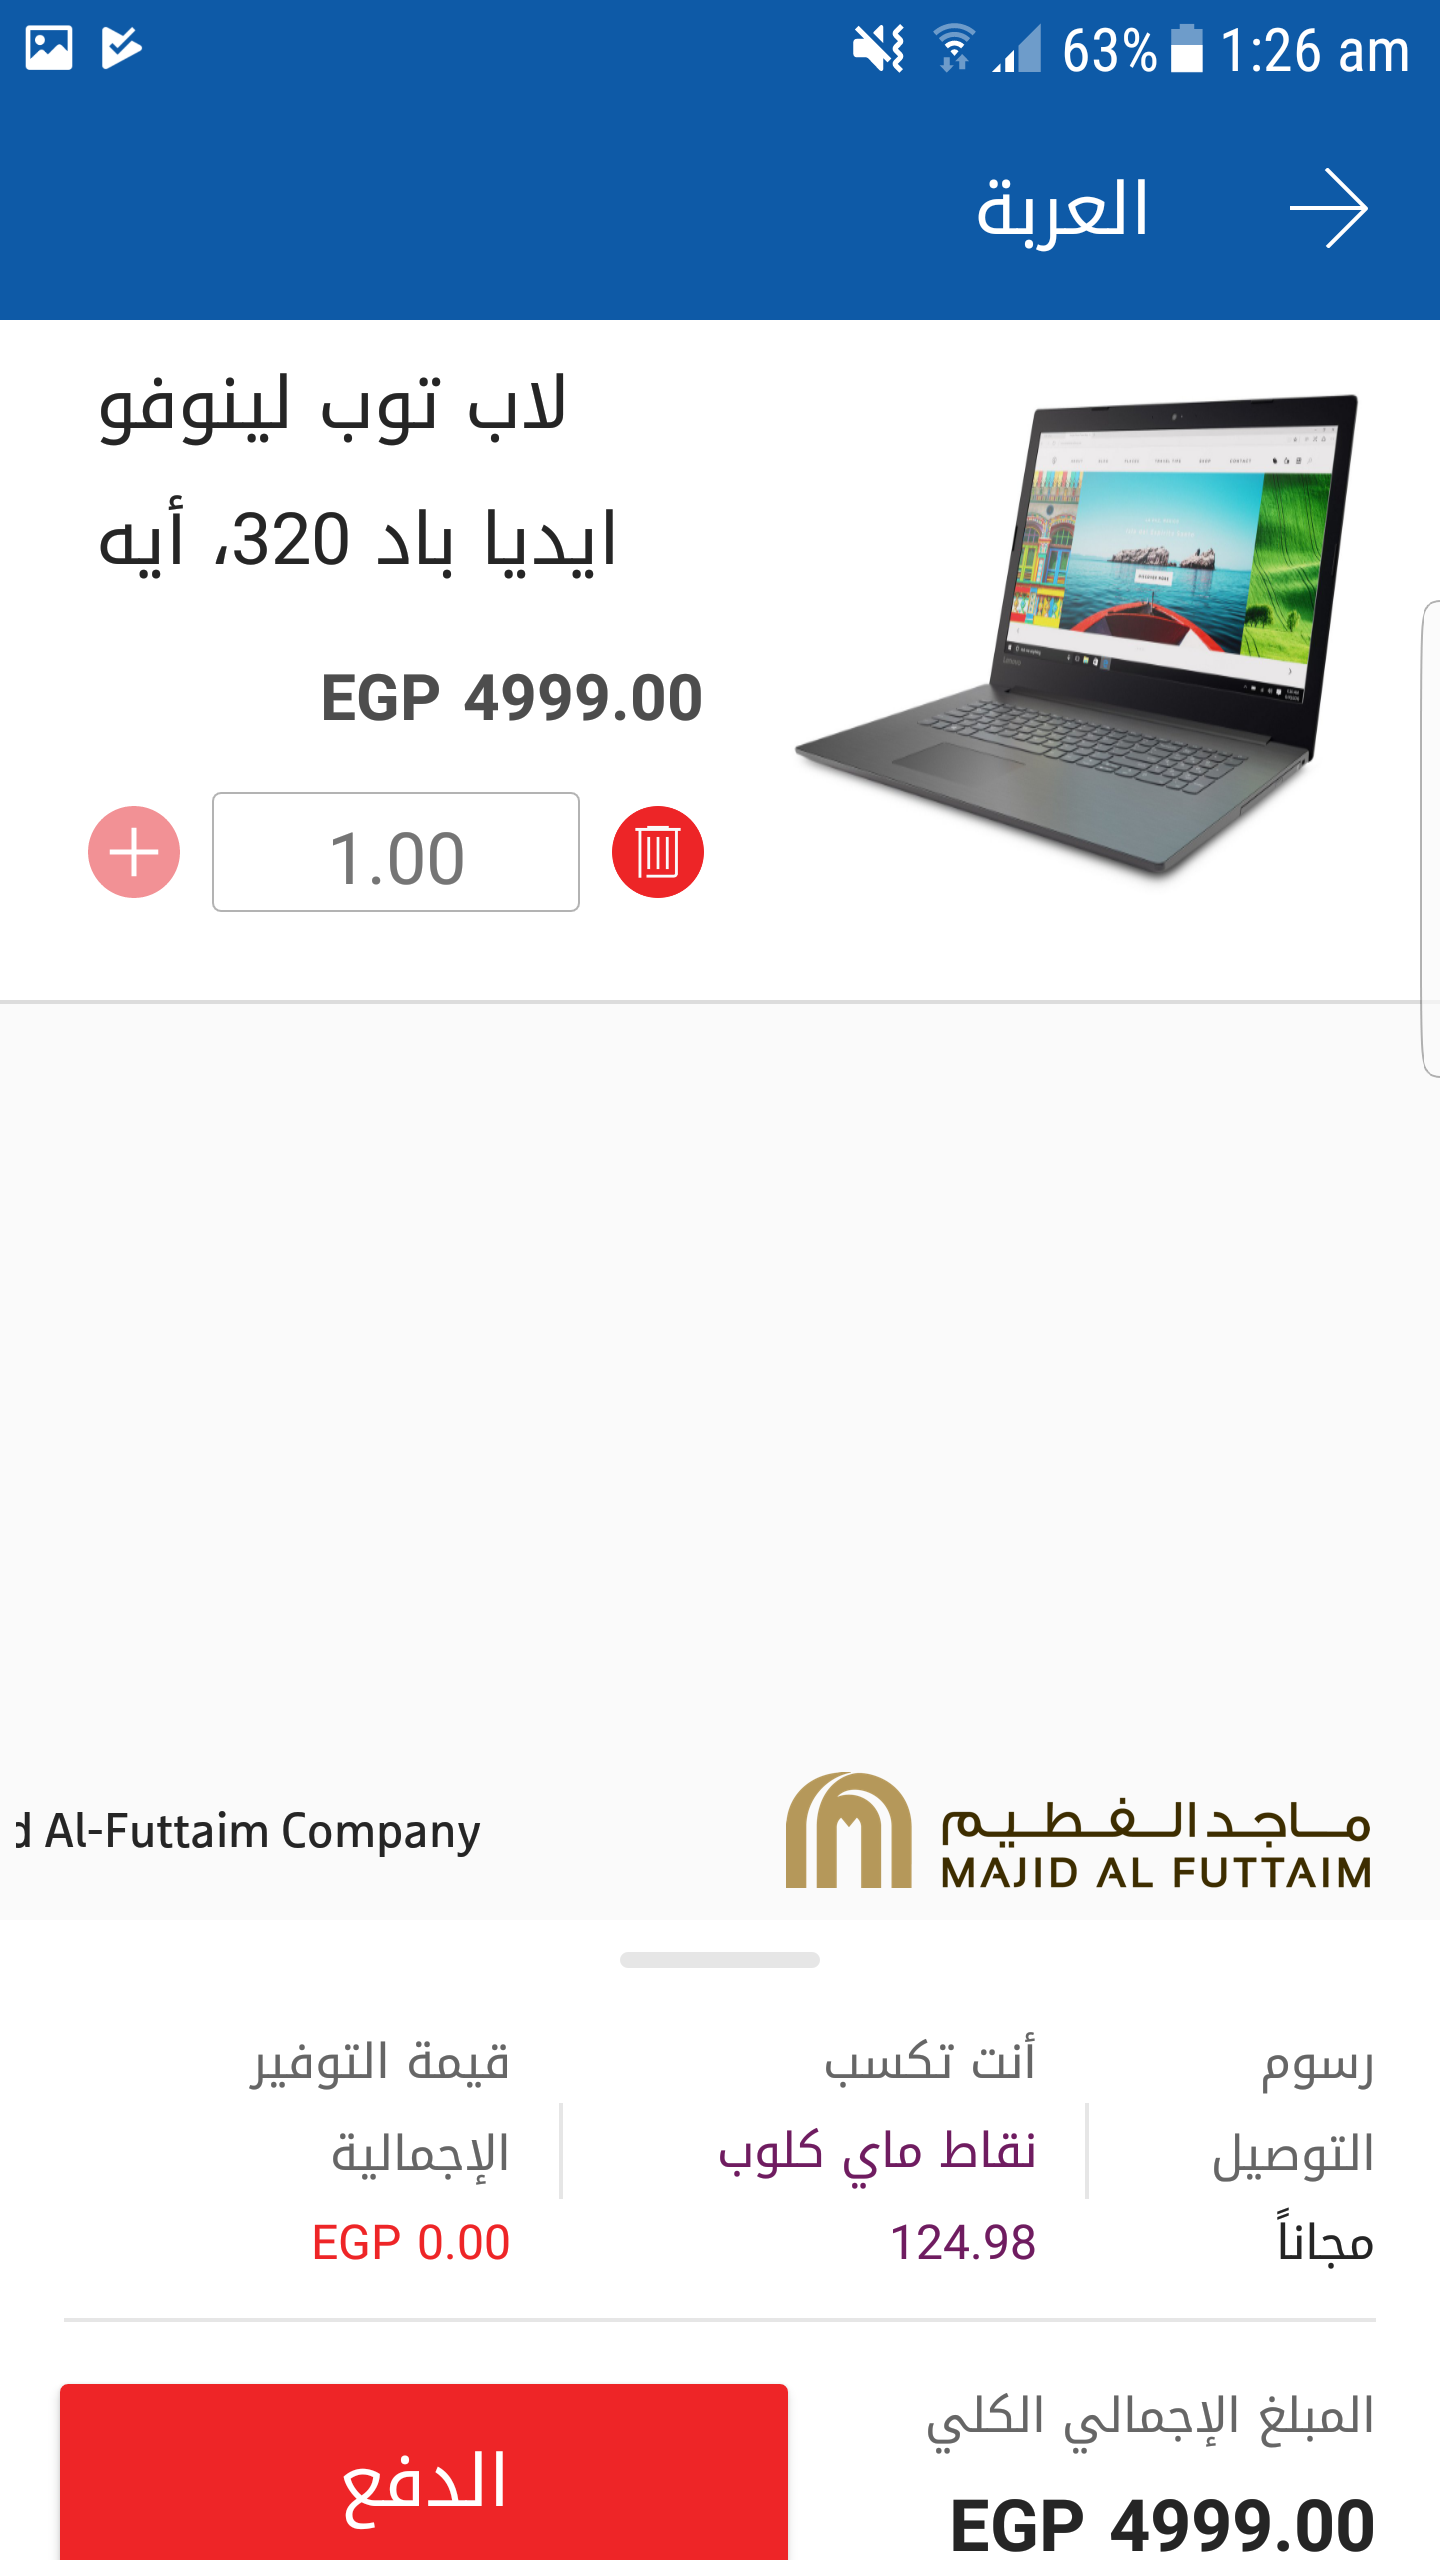 63% 1:26 am
العربة
لاب توب لينوفو
ايديا باد 320، أيه
EGP 4999.00
1.00
ماجد الفطيم
MAJID AL FUTTAIM
d Al-Futtaim Company
رسوم
التوصيل
مجاناً
أنت تكسب
نقاط ماي كلوب
124.98
قيمة التوفير
الإجمالية
EGP 0.00
المبلغ الإجمالي الكلي
EGP 4999.00
الدفع